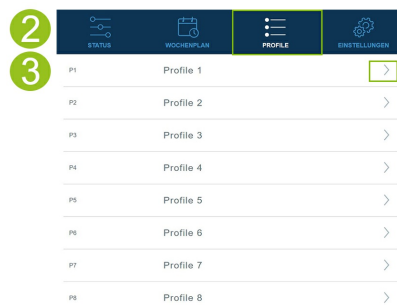 2
STATUS WOCHENPLAN PROFILE EINSTELLUNGEN
3
P1 Profile 1
P2 Profile 2
P3 Profile 3
P4 Profile 4
P5 Profile 5
P6 Profile 6
P7 Profile 7
P8 Profile 8